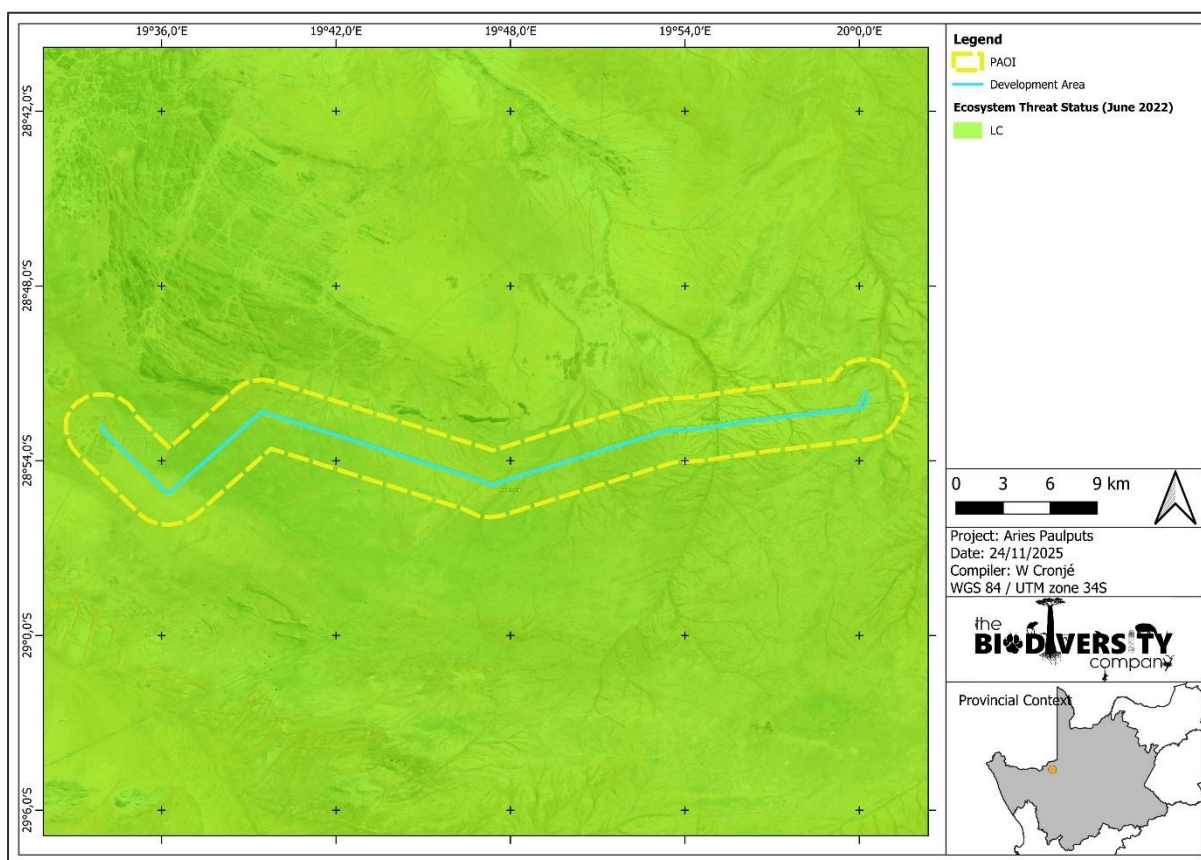 19°36,0'E 19°42,0'E 19°48,0'E 19°54,0'E 20°0,0'E
28°42,0'S
28°48,0'S
28°54,0'S
29°0,0'S
29°6,0'S
Legend
PAOI
Development Area
Ecosystem Threat Status (June 2022)
LC
0 3 6 9 km
Project: Aries Paulputs
Date: 24/11/2025
Compiler: W Cronjé
WGS 84 / UTM zone 34S
the
BIODIVERSITY
company
Provincial Context